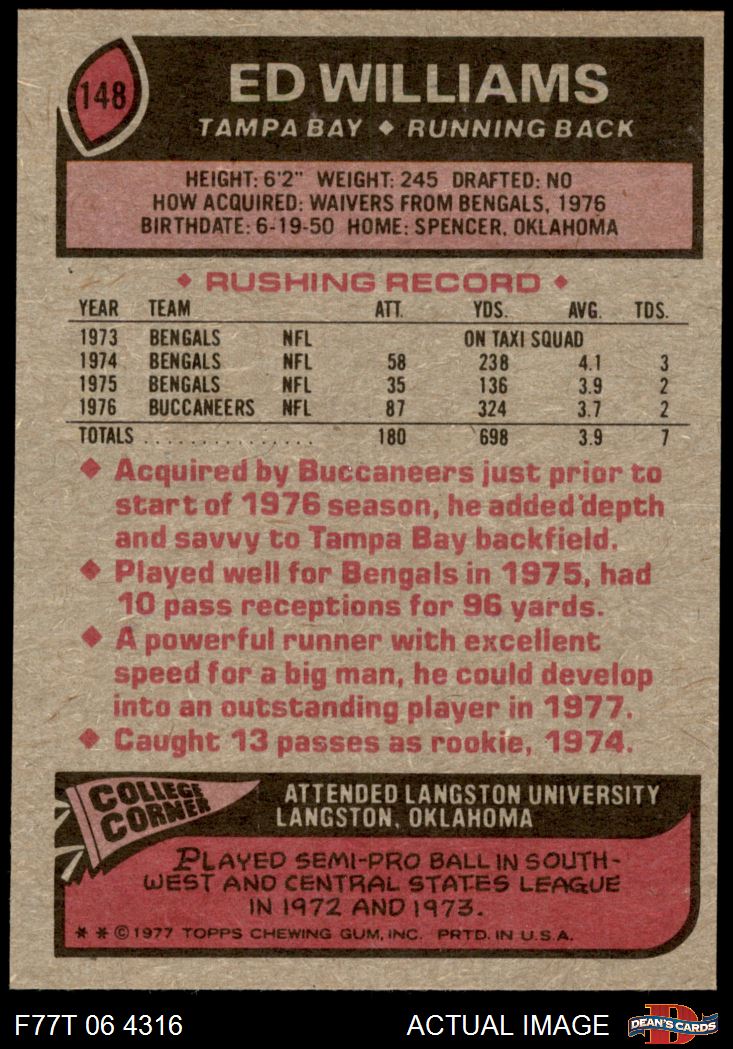 148
ED WILLIAMS
TAMPA BAY ♦ RUNNING BACK
HEIGHT: 6'2" WEIGHT: 245 DRAFTED: NO
HOW ACQUIRED: WAIVERS FROM BENGALS, 1976
BIRTHDATE: 6-19-50 HOME: SPENCER, OKLAHOMA
♦ RUSHING RECORD ♦
YEAR TEAM ATT. YDS. AVG. TDS.
1973 BENGALS NFL ON TAXI SQUAD
1974 BENGALS NFL 58 238 4.1 3
1975 BENGALS NFL 35 136 3.9 2
1976 BUCCANEERS NFL 87 324 3.7 2
TOTALS ................ 180 698 3.9 7
♦ Acquired by Buccaneers just prior to
start of 1976 season, he added depth
and savvy to Tampa Bay backfield.
♦ Played well for Bengals in 1975, had
10 pass receptions for 96 yards.
♦ A powerful runner with excellent
speed for a big man, he could develop
into an outstanding player in 1977.
♦ Caught 13 passes as rookie, 1974.
COLLEGE
CORNER
ATTENDED LANGSTON UNIVERSITY
LANGSTON, OKLAHOMA
PLAYED SEMI-PRO BALL IN SOUTH-
WEST AND CENTRAL STATES LEAGUE
IN 1972 AND 1973.
* * © 1977 TOPPS CHEWING GUM, INC. PRTD. IN U.S.A.
F77T 06 4316 ACTUAL IMAGE
D
DEAN'S CARDS